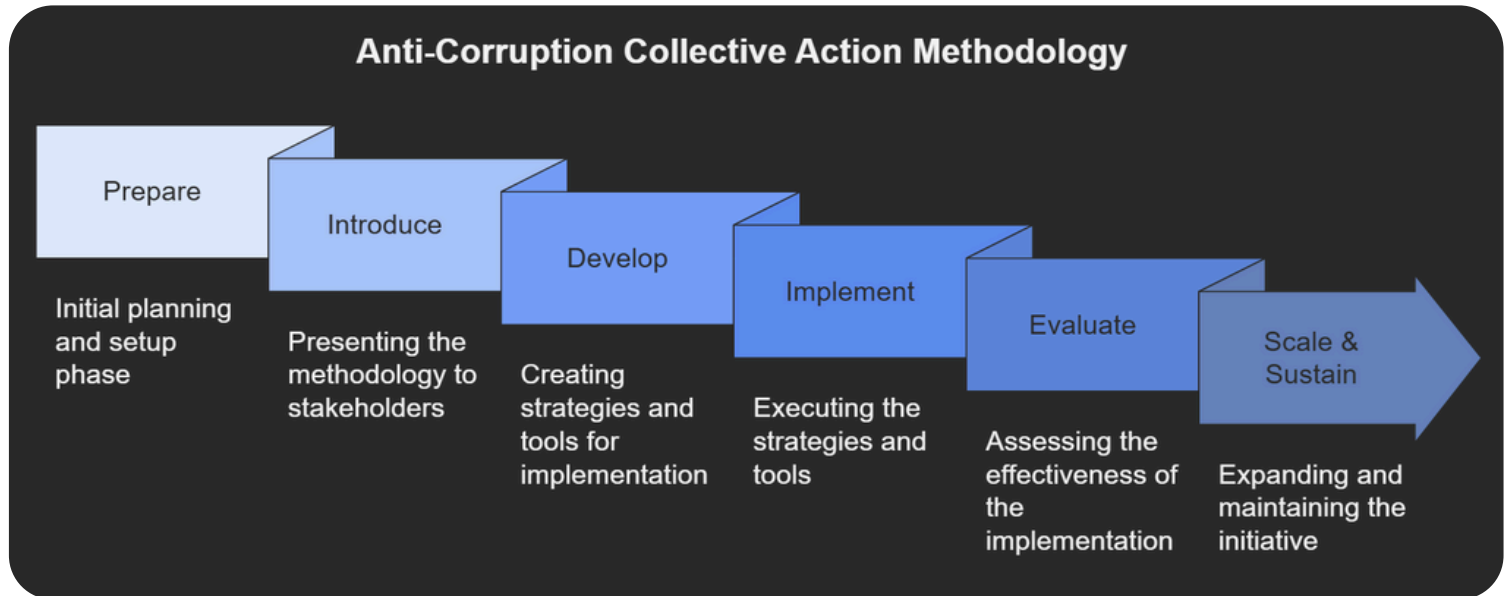 Anti-Corruption Collective Action Methodology
Prepare
Initial planning
and setup
phase
Introduce
Presenting the
methodology to
stakeholders
Develop
Creating
strategies and
tools for
implementation
Implement
Executing the
strategies and
tools
Evaluate
Assessing the
effectiveness of
the
implementation
Scale &
Sustain
Expanding and
maintaining the
initiative